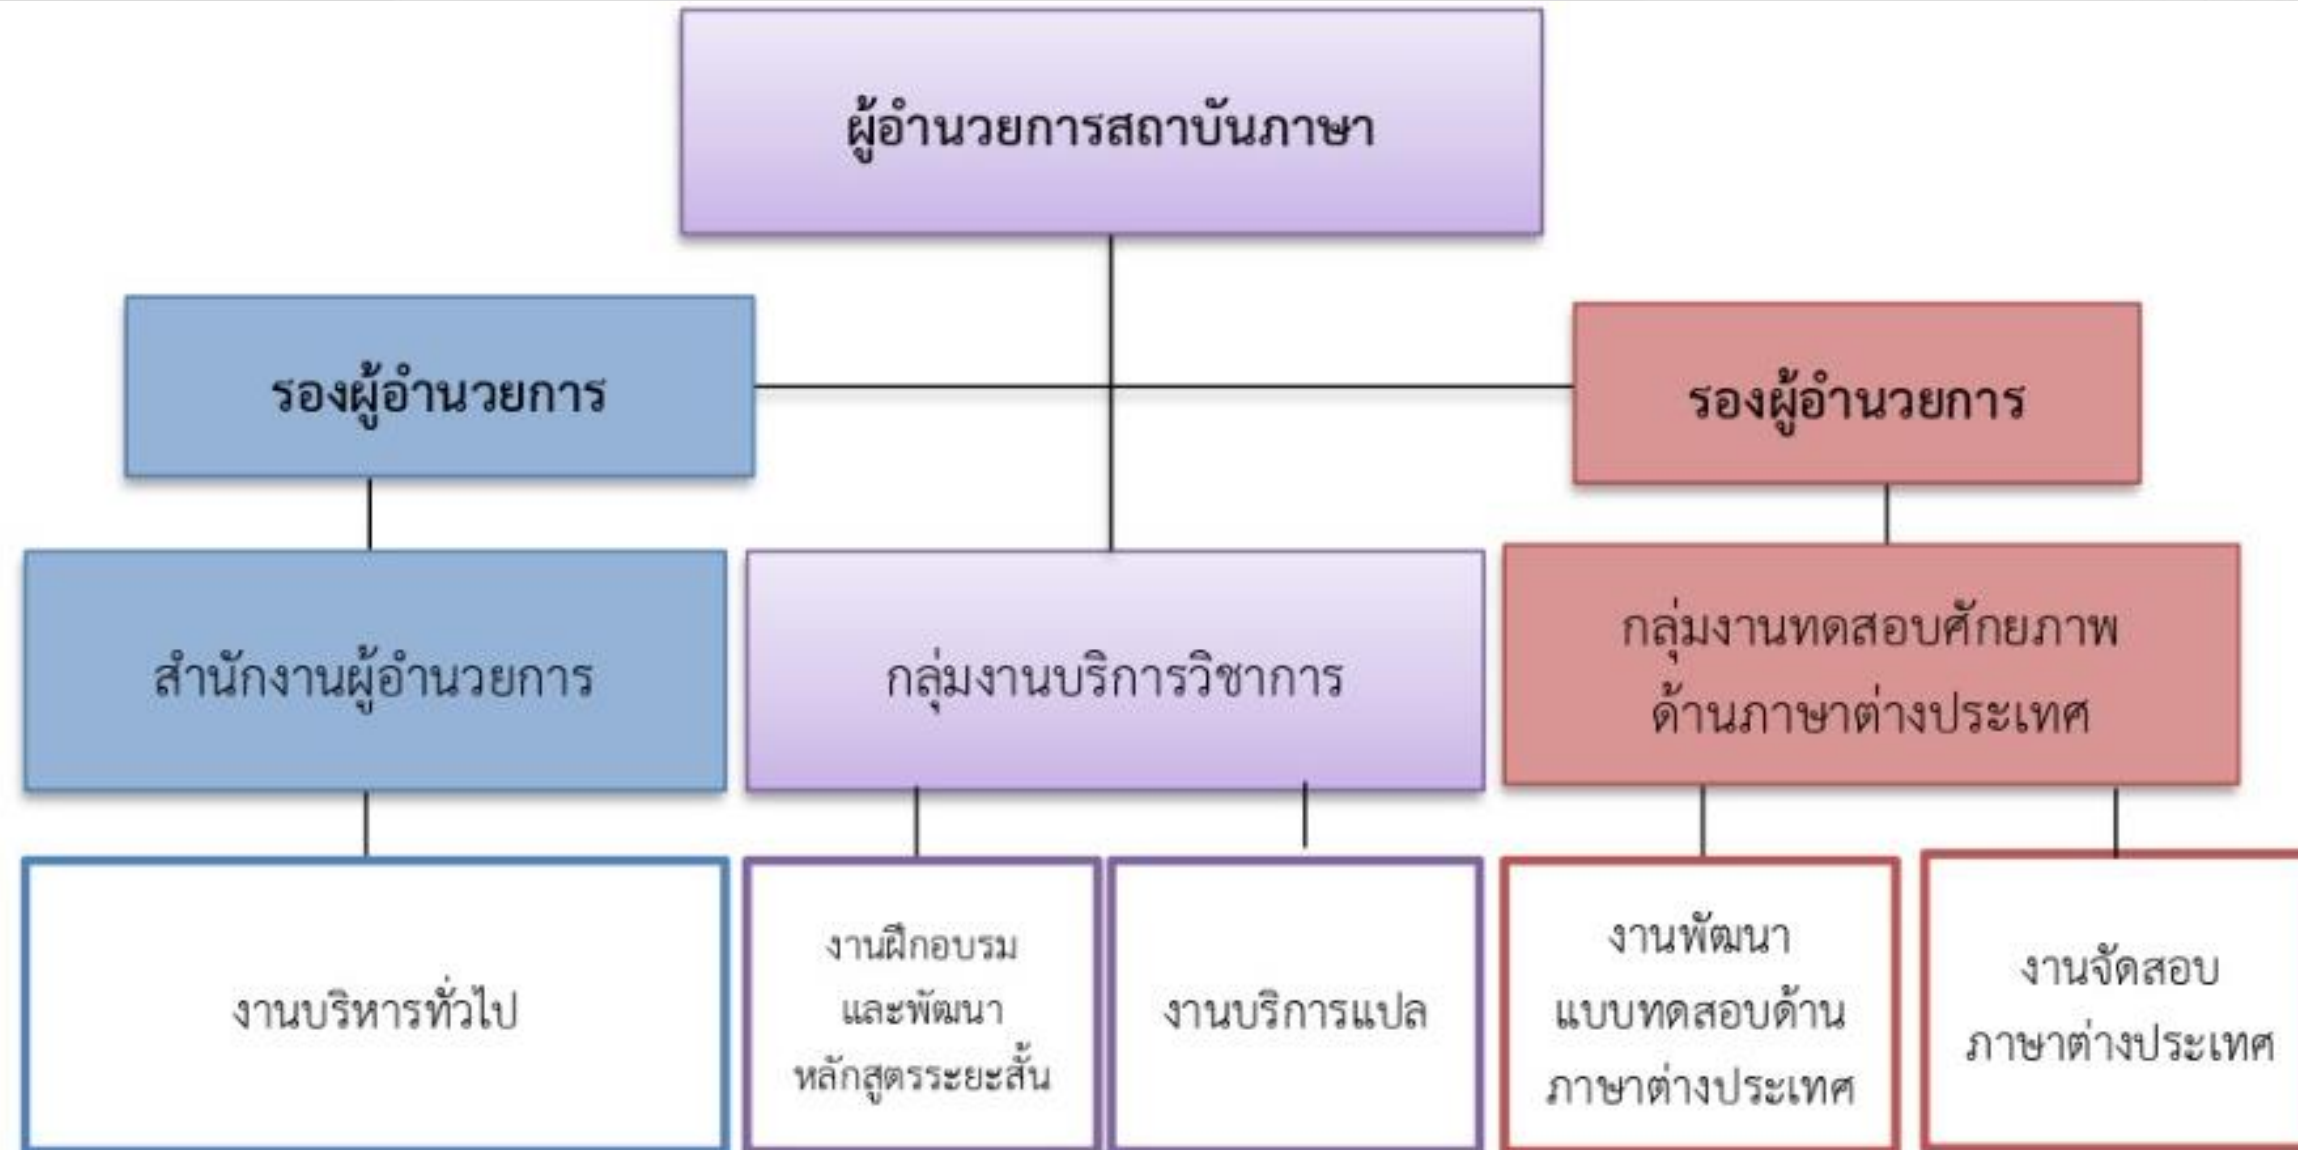 ผู้อำนวยการสถาบันภาษา
รองผู้อำนวยการ
รองผู้อำนวยการ
สำนักงานผู้อำนวยการ
กลุ่มงานบริการวิชาการ
กลุ่มงานทดสอบศักยภาพ
ด้านภาษาต่างประเทศ
งานบริหารทั่วไป
งานฝึกอบรม
และพัฒนา
หลักสูตรระยะสั้น
งานบริการแปล
งานพัฒนา
แบบทดสอบด้าน
ภาษาต่างประเทศ
งานจัดสอบ
ภาษาต่างประเทศ